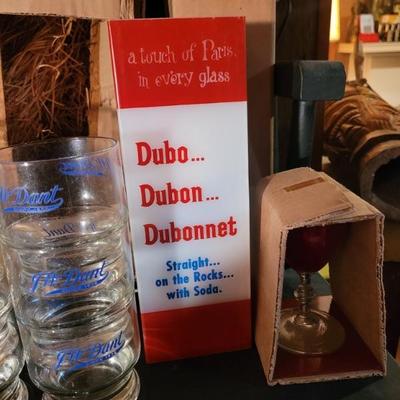 a touch of Paris
in every glass
Dubo...
Dubon...
Dubonnet
Straight...
on the Rocks...
with Soda.
J.W. Dant
J.W. Dant
J.W. Dant